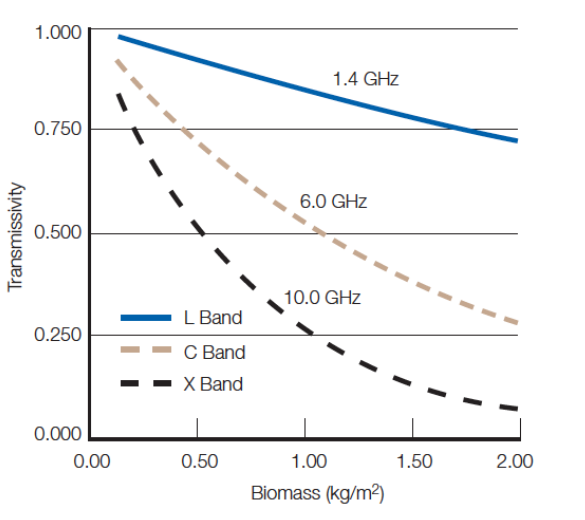 1.000
1.4 GHz
0.750
6.0 GHz
0.500
Transmissivity
10.0 GHz
L Band
0.250
C Band
X Band
0.000
0.00 0.50 1.00 1.50 2.00
Biomass (kg/m²)